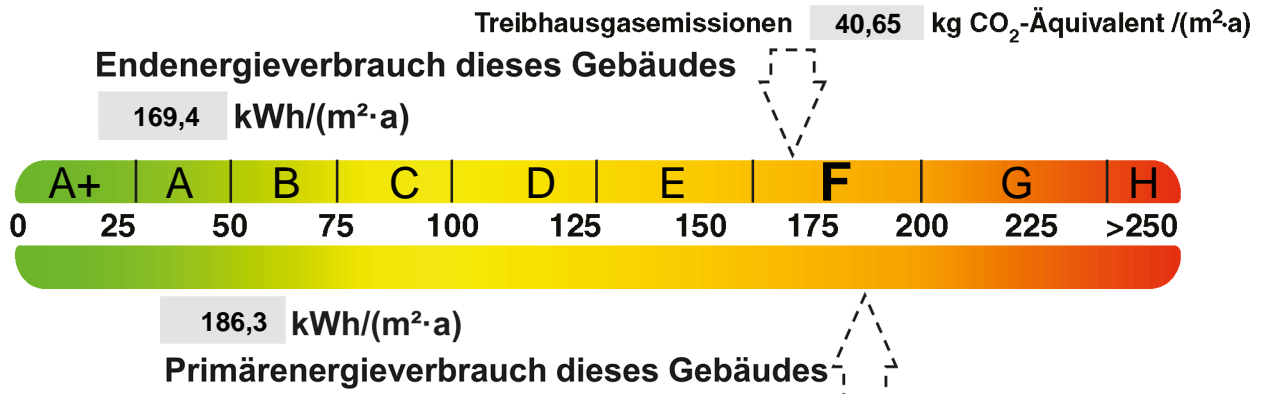 Treibhausgasemissionen 40,65 kg CO₂-Äquivalent /(m²·a)
Endenergieverbrauch dieses Gebäudes
169,4 kWh/(m²·a)
A+ A B C D E F G H
0 25 50 75 100 125 150 175 200 225 >250
186,3 kWh/(m²·a)
Primärenergieverbrauch dieses Gebäudes